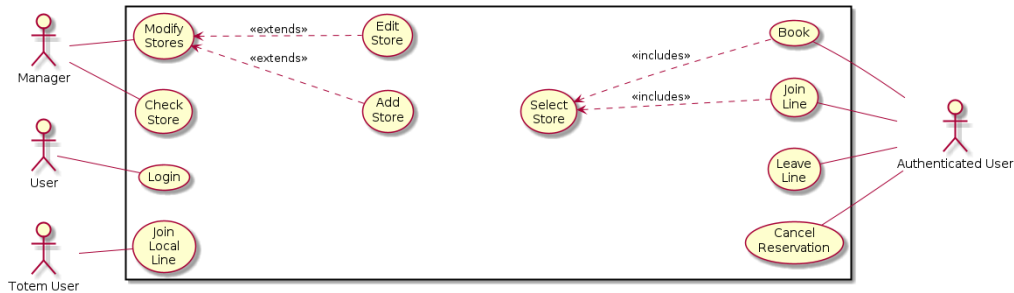 Manager
User
Totem User
Modify
Stores
Check
Store
Login
Join
Local
Line
«extends»
«extends»
Edit
Store
Add
Store
Select
Store
«includes»
«includes»
Book
Join
Line
Leave
Line
Cancel
Reservation
Authenticated User